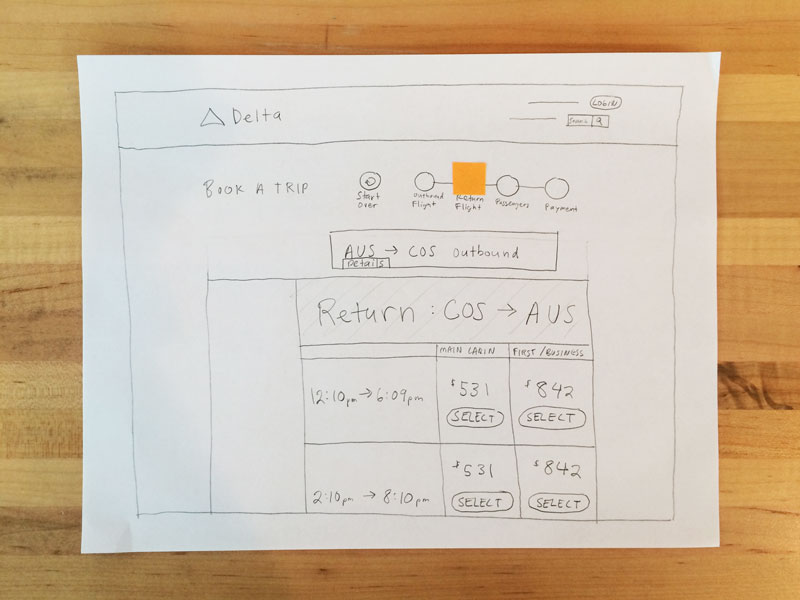 Delta
LOGIN
Search
BOOK A TRIP
Start Over
Outbound Flight
Return Flight
Passengers
Payment
AUS → COS Outbound
Details
Return : COS → AUS
MAIN CABIN
FIRST/BUSINESS
12:10pm → 6:09pm
$531
$842
SELECT
SELECT
2:10pm → 8:10pm
$531
$842
SELECT
SELECT